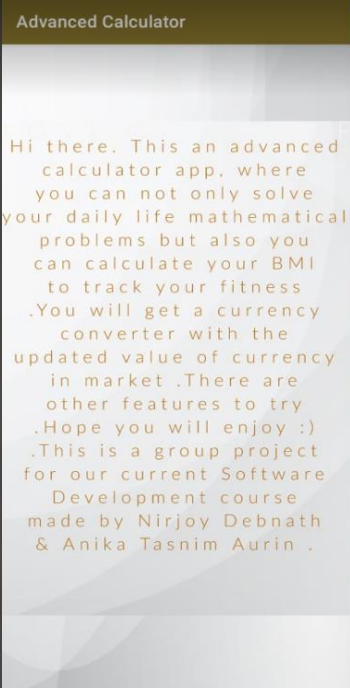 Advanced Calculator
Hi there. This an advanced
calculator app, where
you can not only solve
your daily life mathematical
problems but also you
can calculate your BMI
to track your fitness
.You will get a currency
converter with the
updated value of currency
in market .There are
other features to try
.Hope you will enjoy :)
.This is a group project
for our current Software
Development course
made by Nirjoy Debnath
& Anika Tasnim Aurin .